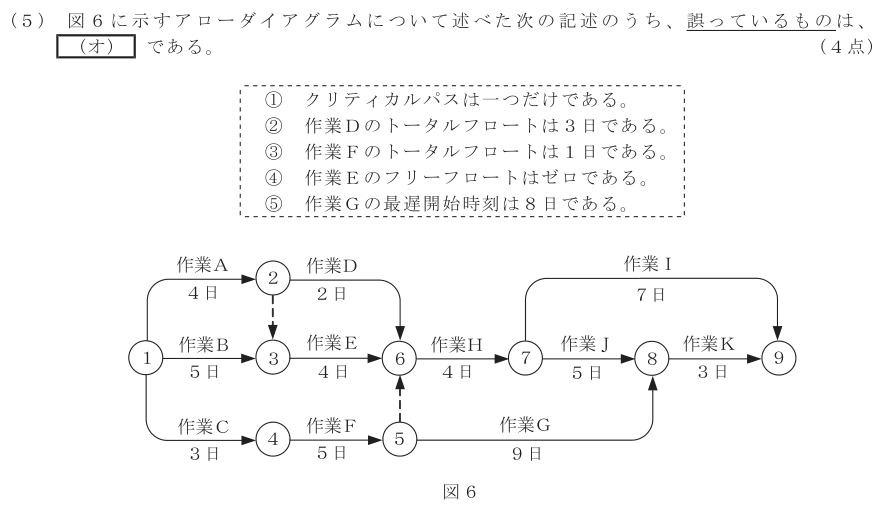 （5） 図6に示すアローダイアグラムについて述べた次の記述のうち、誤っているものは、
（オ） である。 （4点）
① クリティカルパスは一つだけである。
② 作業Dのトータルフロートは3日である。
③ 作業Fのトータルフロートは1日である。
④ 作業Eのフリーフロートはゼロである。
⑤ 作業Gの最遅開始時刻は8日である。
作業A
4日
2
作業D
2日
作業I
7日
1
作業B
5日
3
作業E
4日
6
作業H
4日
7
作業J
5日
8
作業K
3日
9
作業C
3日
4
作業F
5日
5
作業G
9日
図6